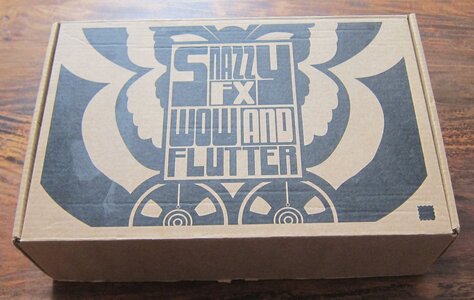 SNAZZY
FX
WOW AND
FLUTTER